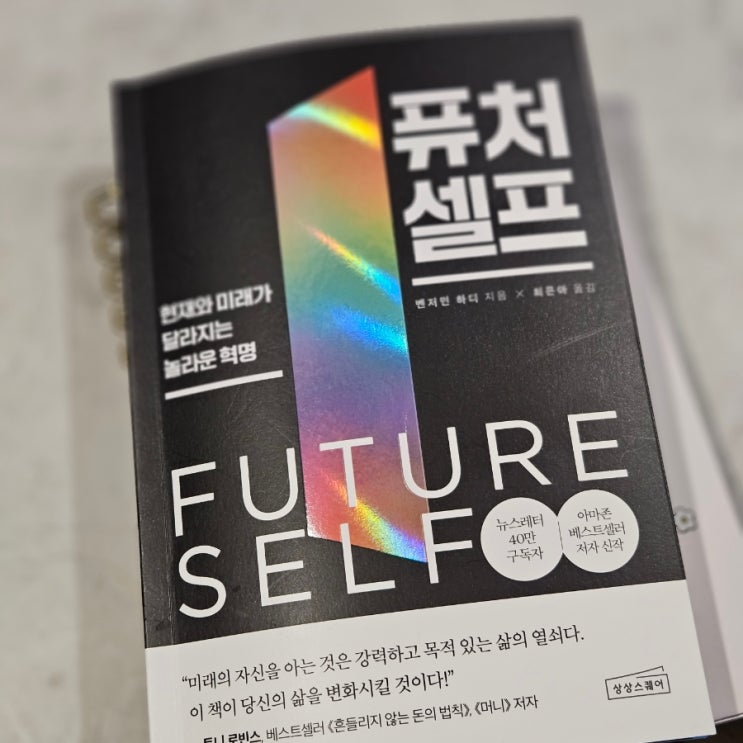 퓨처
셀프
벤저민 하디 지음 × 최은아 옮김
현재와 미래가
달라지는
놀라운 혁명
FUTURE
SELF
뉴스레터
40만
구독자
아마존
베스트셀러
저자 신작
“미래의 자신을 아는 것은 강력하고 목적 있는 삶의 열쇠다.
이 책이 당신의 삶을 변화시킬 것이다!”
토니 로빈스, 베스트셀러 《흔들리지 않는 돈의 법칙》, 《머니》 저자
상상스퀘어